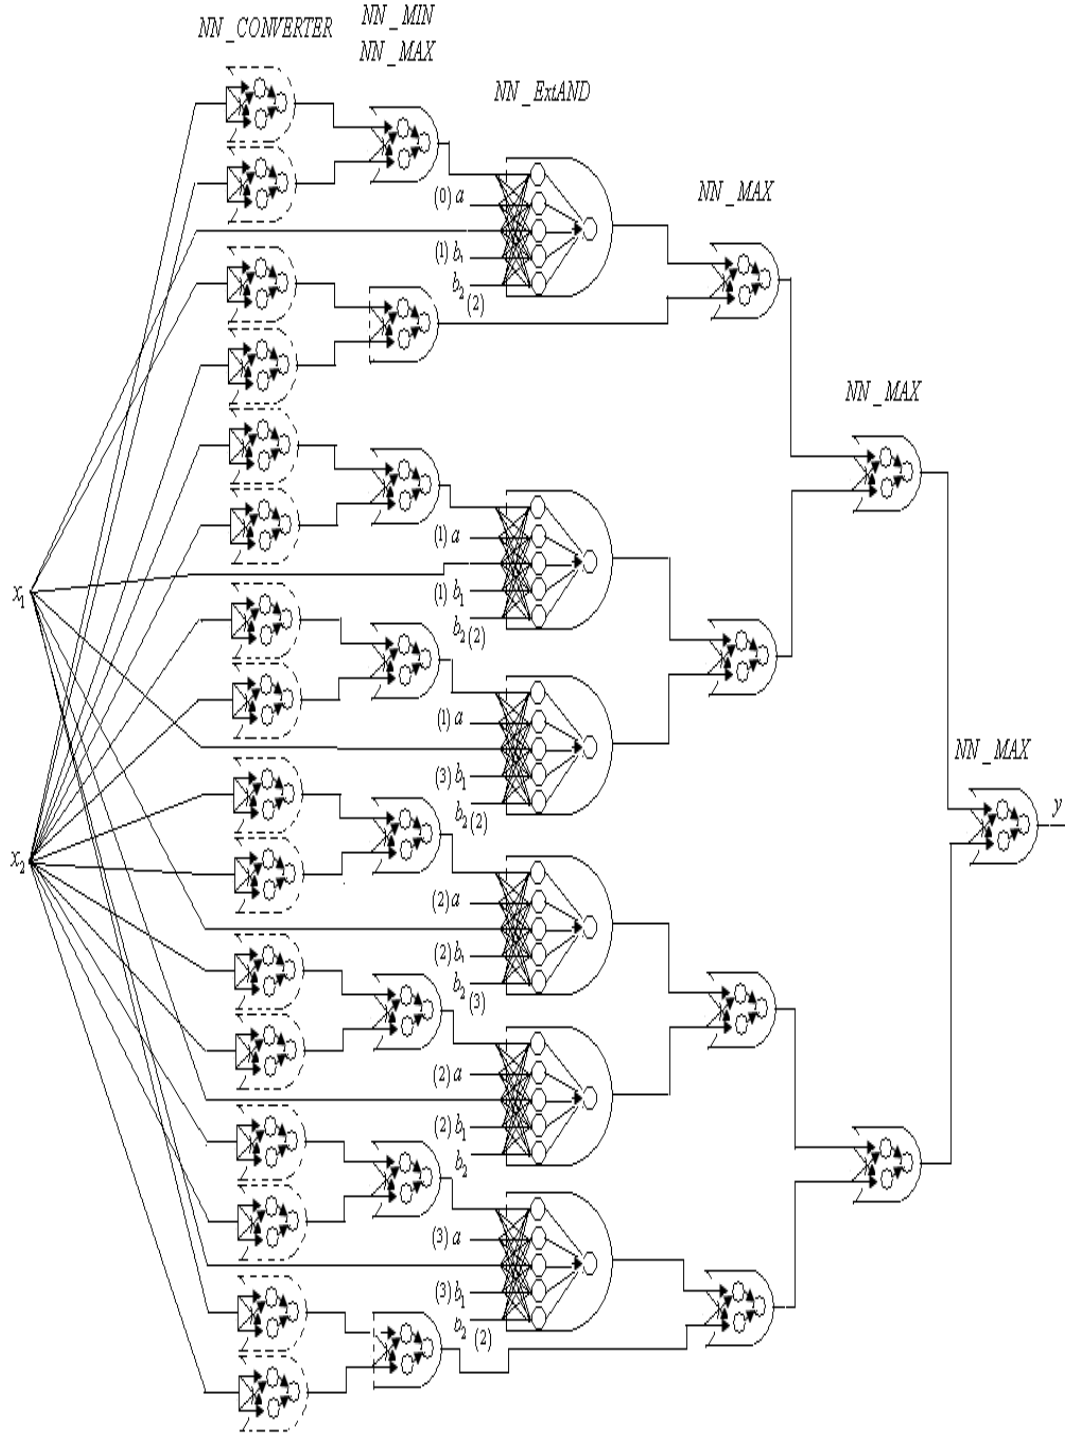 NN_CONVERTER
NN_MIN
NN_MAX
NN_ExtAND
(0) a
(1) b₁
b₂ (2)
NN_MAX
NN_MAX
(1) a
(1) b₁
b₂ (2)
x₁
(1) a
(3) b₁
b₂ (2)
NN_MAX
y
x₂
(2) a
(2) b₁
b₂ (3)
(2) a
(2) b₁
b₂
(3) a
(3) b₁
b₂ (2)